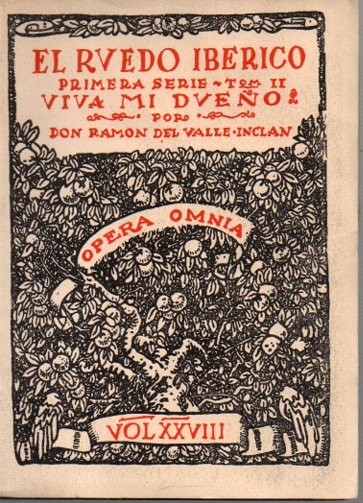 EL RVEDO IBERICO
PRIMERA SERIE ~ TOM II
VIVA MI DVEÑO
POR
DON RAMON DEL VALLE-INCLAN
OPERA OMNIA
VOL XXVIII